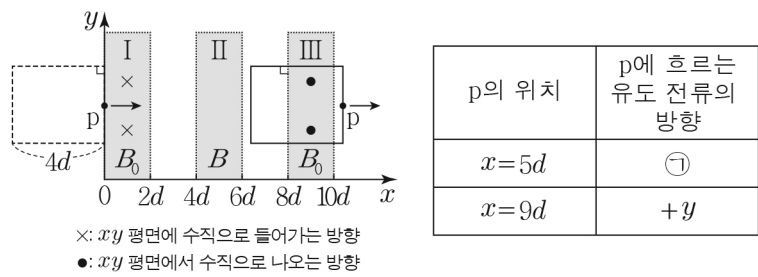 y
I II III
× ×
p p
4d B₀ B B₀
0 2d 4d 6d 8d 10d x
×: xy 평면에 수직으로 들어가는 방향
●: xy 평면에서 수직으로 나오는 방향
p의 위치
p에 흐르는
유도 전류의
방향
x=5d ㉠
x=9d +y